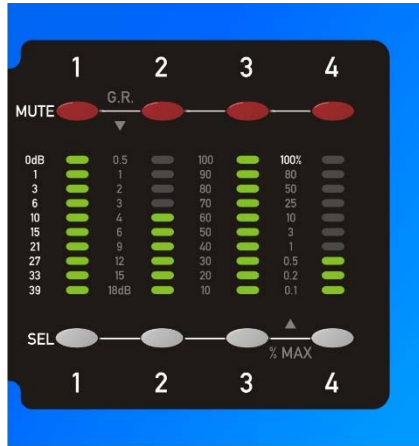 1 2 3 4
G.R.
MUTE
0dB 0.5 100 100%
1 1 90 80
3 2 80 50
6 3 70 25
10 4 60 10
15 6 50 3
21 9 40 1
27 12 30 0.5
33 15 20 0.2
39 18dB 10 0.1
SEL
% MAX
1 2 3 4